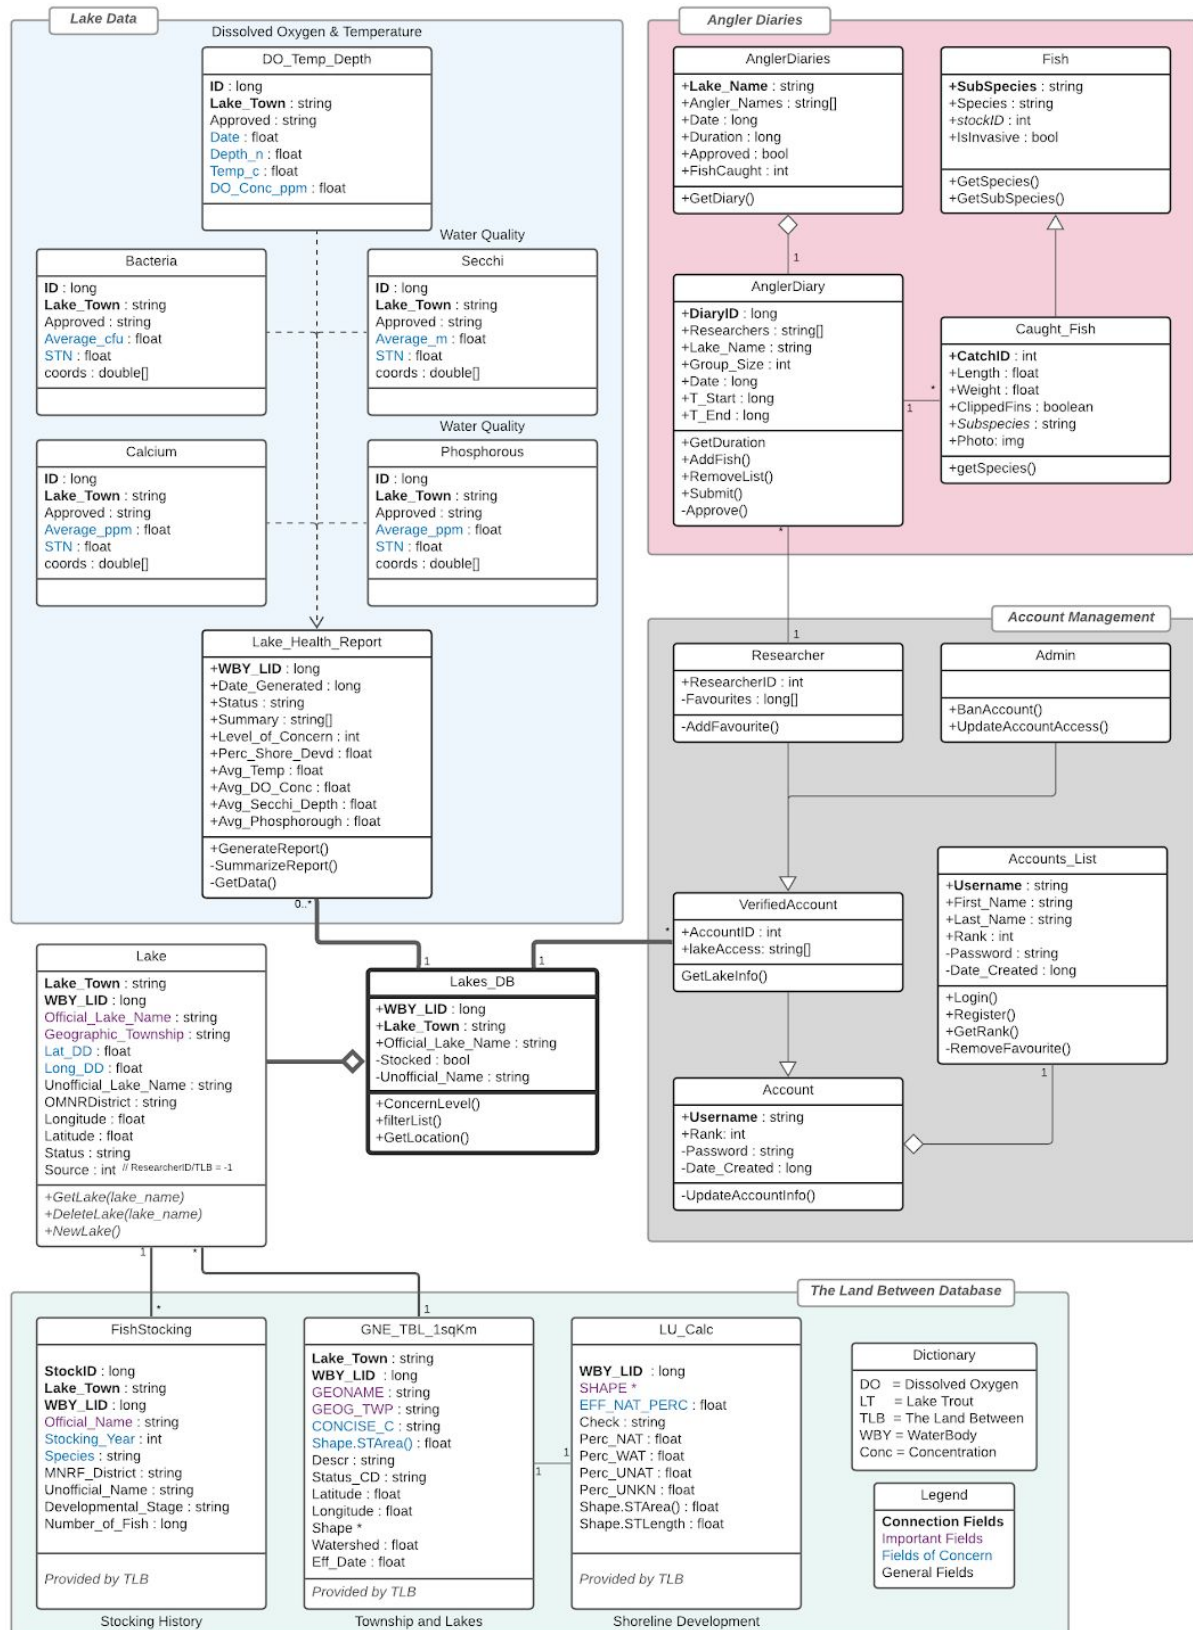 Lake Data
Dissolved Oxygen & Temperature
DO_Temp_Depth
ID : long
Lake_Town : string
Approved : string
Date : float
Depth_n : float
Temp_c : float
DO_Conc_ppm : float
Water Quality
Bacteria
ID : long
Lake_Town : string
Approved : string
Average_cfu : float
STN : float
coords : double[]
Secchi
ID : long
Lake_Town : string
Approved : string
Average_m : float
STN : float
coords : double[]
Water Quality
Calcium
ID : long
Lake_Town : string
Approved : string
Average_ppm : float
STN : float
coords : double[]
Phosphorous
ID : long
Lake_Town : string
Approved : string
Average_ppm : float
STN : float
coords : double[]
Lake_Health_Report
+WBY_LID : long
+Date_Generated : long
+Status : string
+Summary : string[]
+Level_of_Concern : int
+Perc_Shore_Devd : float
+Avg_Temp : float
+Avg_DO_Conc : float
+Avg_Secchi_Depth : float
+Avg_Phosphorough : float
+GenerateReport()
-SummarizeReport()
-GetData()
0..*
1
Angler Diaries
AnglerDiaries
+Lake_Name : string
+Angler_Names : string[]
+Date : long
+Duration : long
+Approved : bool
+FishCaught : int
+GetDiary()
1
Fish
+SubSpecies : string
+Species : string
+stockID : int
+IsInvasive : bool
+GetSpecies()
+GetSubSpecies()
AnglerDiary
+DiaryID : long
+Researchers : string[]
+Lake_Name : string
+Group_Size : int
+Date : long
+T_Start : long
+T_End : long
+GetDuration
+AddFish()
+RemoveList()
+Submit()
-Approve()
*
1
Caught_Fish
+CatchID : int
+Length : float
+Weight : float
+ClippedFins : boolean
+Subspecies : string
+Photo: img
+getSpecies()
*
1
Account Management
Researcher
+ResearcherID : int
-Favourites : long[]
-AddFavourite()
Admin
+BanAccount()
+UpdateAccountAccess()
VerifiedAccount
+AccountID : int
+lakeAccess: string[]
GetLakeInfo()
*
1
Accounts_List
+Username : string
+First_Name : string
+Last_Name : string
+Rank : int
-Password : string
-Date_Created : long
+Login()
+Register()
+GetRank()
-RemoveFavourite()
1
Account
+Username : string
+Rank: int
-Password : string
-Date_Created : long
-UpdateAccountInfo()
Lake
Lake_Town : string
WBY_LID : long
Official_Lake_Name : string
Geographic_Township : string
Lat_DD : float
Long_DD : float
Unofficial_Lake_Name : string
OMNRDistrict : string
Longitude : float
Latitude : float
Status : string
Source : int // ResearcherID/TLB = -1
+GetLake(lake_name)
+DeleteLake(lake_name)
+NewLake()
1
*
Lakes_DB
+WBY_LID : long
+Lake_Town : string
+Official_Lake_Name : string
-Stocked : bool
-Unofficial_Name : string
+ConcernLevel()
+filterList()
+GetLocation()
The Land Between Database
*
1
FishStocking
StockID : long
Lake_Town : string
WBY_LID : long
Official_Name : string
Stocking_Year : int
Species : string
MNRF_District : string
Unofficial_Name : string
Developmental_Stage : string
Number_of_Fish : long
Provided by TLB
Stocking History
GNE_TBL_1sqKm
Lake_Town : string
WBY_LID : long
GEONAME : string
GEOG_TWP : string
CONCISE_C : string
Shape.STArea() : float
Descr : string
Status_CD : string
Latitude : float
Longitude : float
Shape *
Watershed : float
Eff_Date : float
Provided by TLB
Township and Lakes
1
1
LU_Calc
WBY_LID : long
SHAPE *
EFF_NAT_PERC : float
Check : string
Perc_NAT : float
Perc_WAT : float
Perc_UNAT : float
Perc_UNKN : float
Shape.STArea() : float
Shape.STLength : float
Provided by TLB
Shoreline Development
Dictionary
DO = Dissolved Oxygen
LT = Lake Trout
TLB = The Land Between
WBY = WaterBody
Conc = Concentration
Legend
Connection Fields
Important Fields
Fields of Concern
General Fields